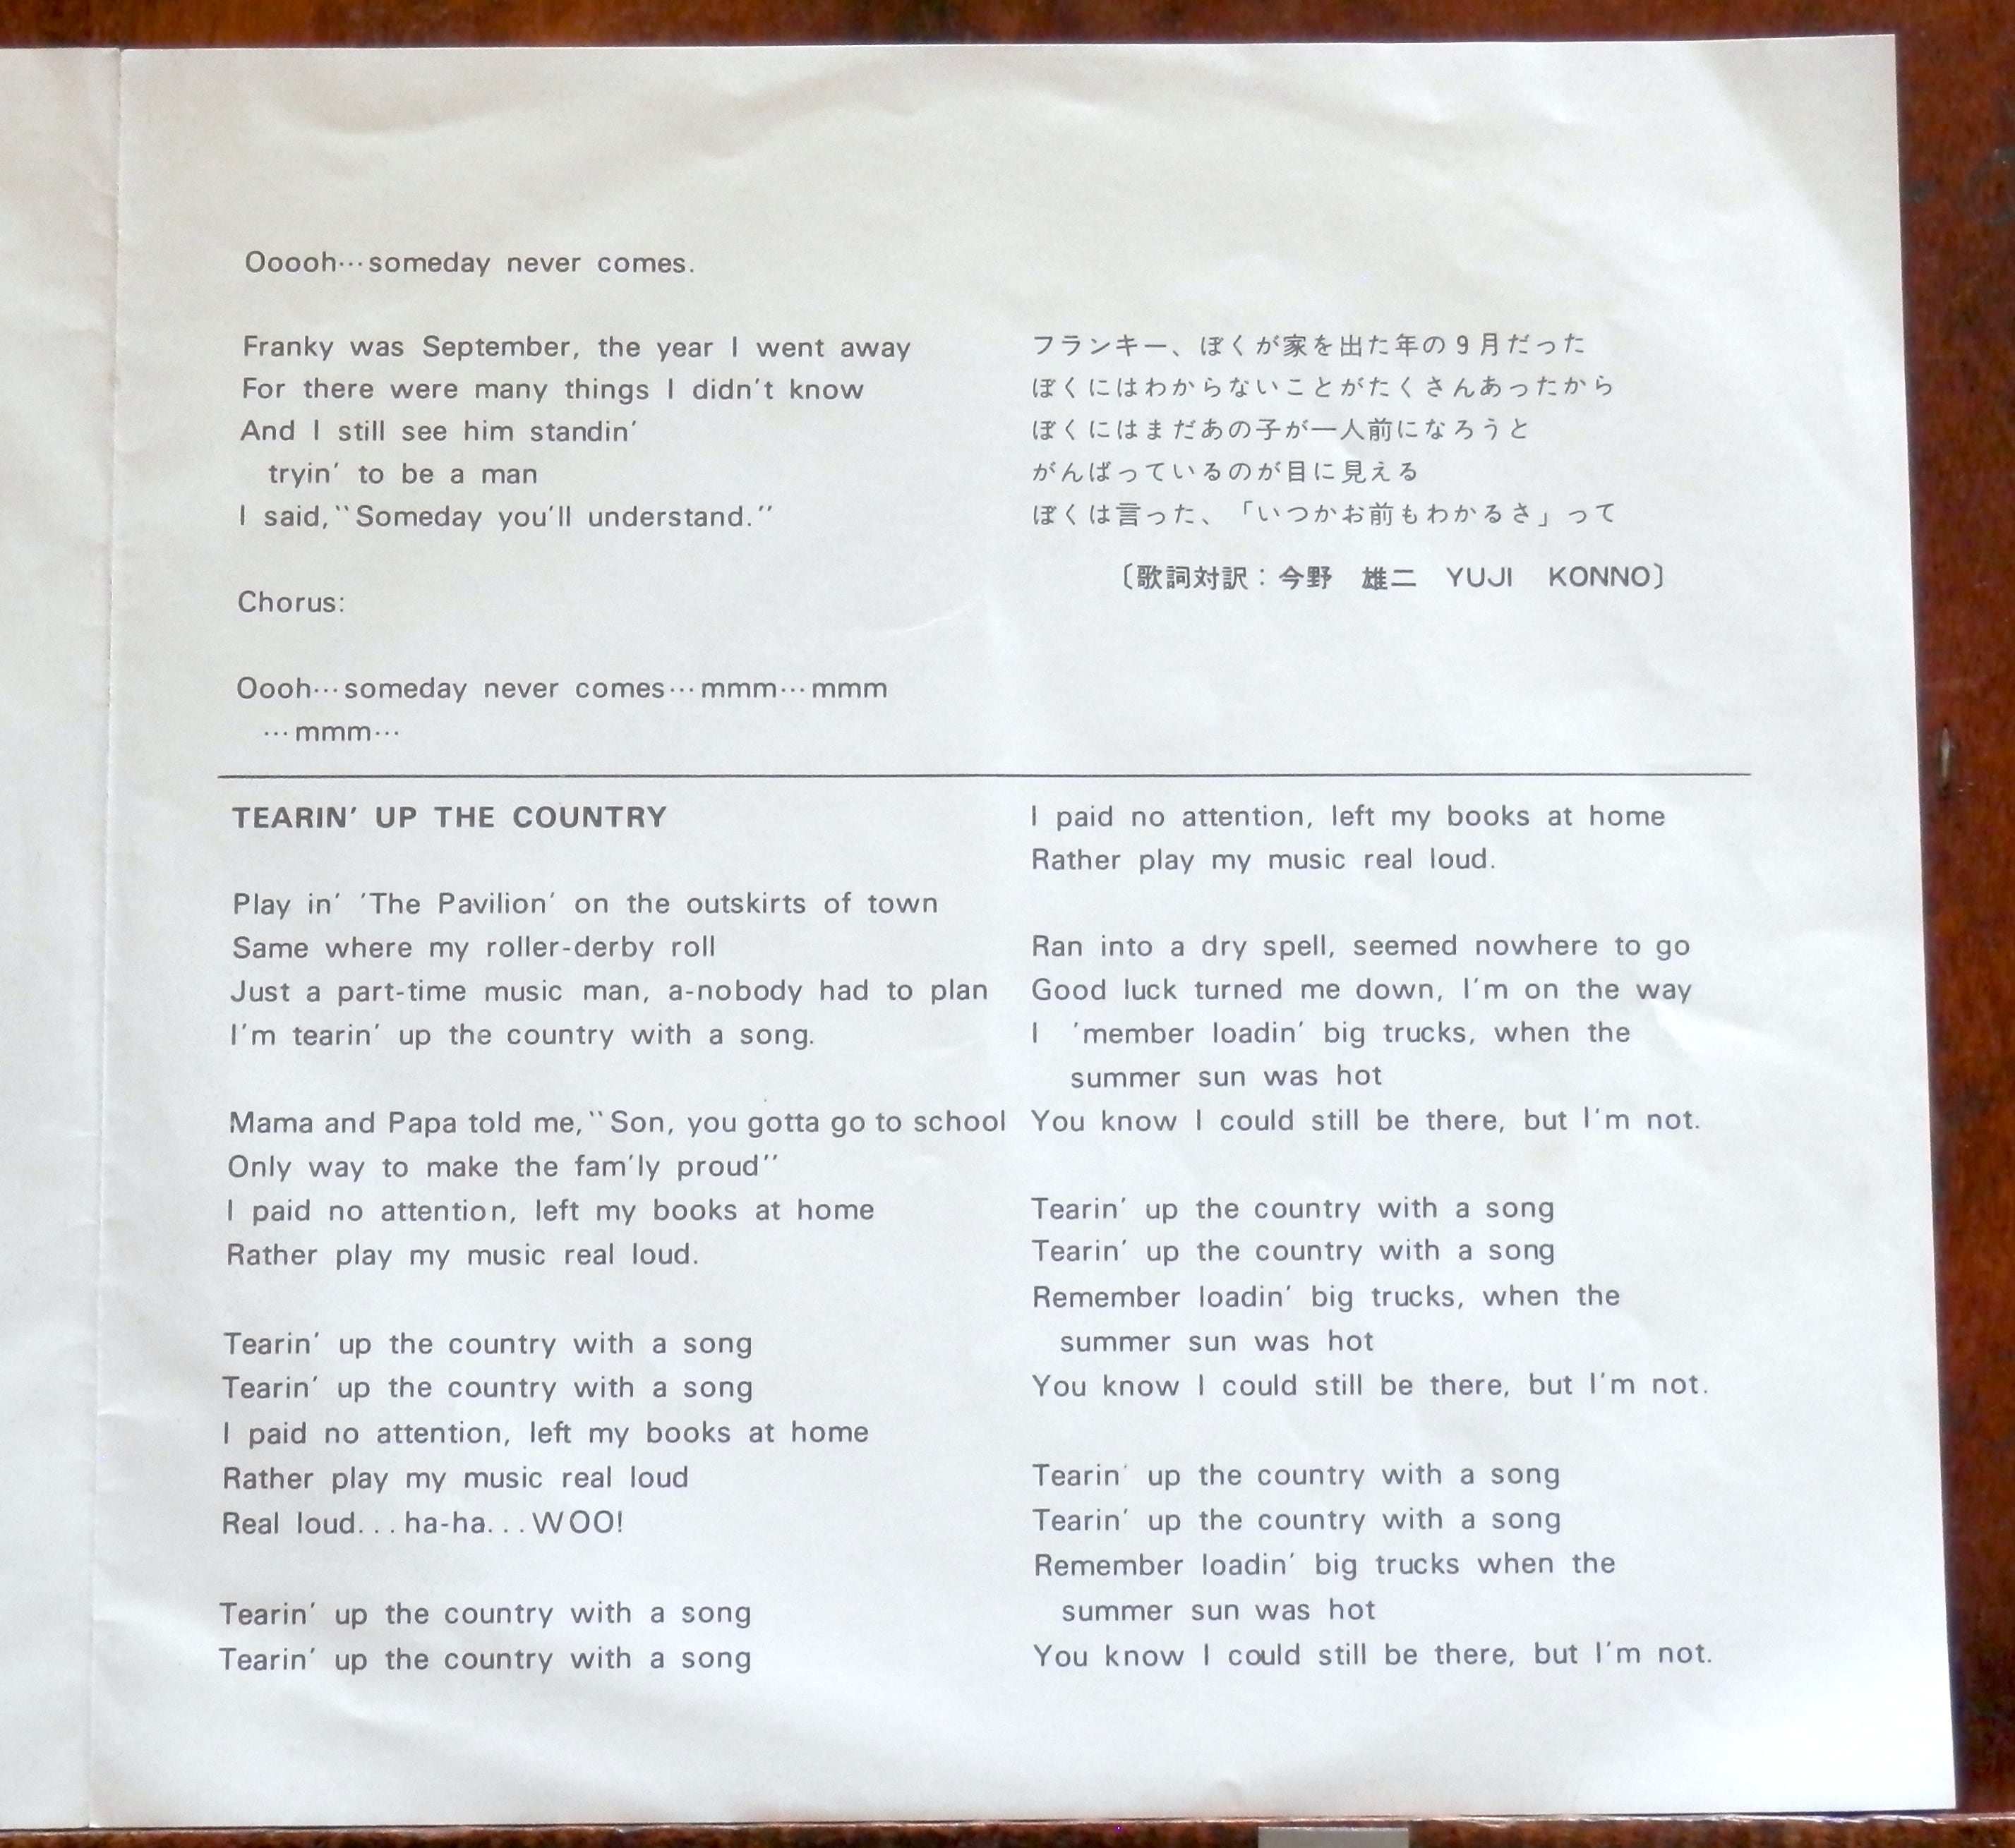 Ooooh…someday never comes.
Franky was September, the year I went away
For there were many things I didn't know
And I still see him standin'
tryin' to be a man
I said, "Someday you'll understand."
Chorus:
Oooh…someday never comes…mmm…mmm
…mmm…
フランキー、ぼくが家を出た年の9月だった
ぼくにはわからないことがたくさんあったから
ぼくにはまだあの子が一人前になろうと
がんばっているのが目に見える
ぼくは言った、「いつかお前もわかるさ」って
〔歌詞対訳：今野 雄二 YUJI KONNO〕
TEARIN' UP THE COUNTRY
Play in' 'The Pavilion' on the outskirts of town
Same where my roller-derby roll
Just a part-time music man, a-nobody had to plan
I'm tearin' up the country with a song.
Mama and Papa told me, "Son, you gotta go to school
Only way to make the fam'ly proud"
I paid no attention, left my books at home
Rather play my music real loud.
Tearin' up the country with a song
Tearin' up the country with a song
I paid no attention, left my books at home
Rather play my music real loud
Real loud...ha-ha...WOO!
Tearin' up the country with a song
Tearin' up the country with a song
I paid no attention, left my books at home
Rather play my music real loud.
Ran into a dry spell, seemed nowhere to go
Good luck turned me down, I'm on the way
I 'member loadin' big trucks, when the
summer sun was hot
You know I could still be there, but I'm not.
Tearin' up the country with a song
Tearin' up the country with a song
Remember loadin' big trucks, when the
summer sun was hot
You know I could still be there, but I'm not.
Tearin' up the country with a song
Tearin' up the country with a song
Remember loadin' big trucks when the
summer sun was hot
You know I could still be there, but I'm not.